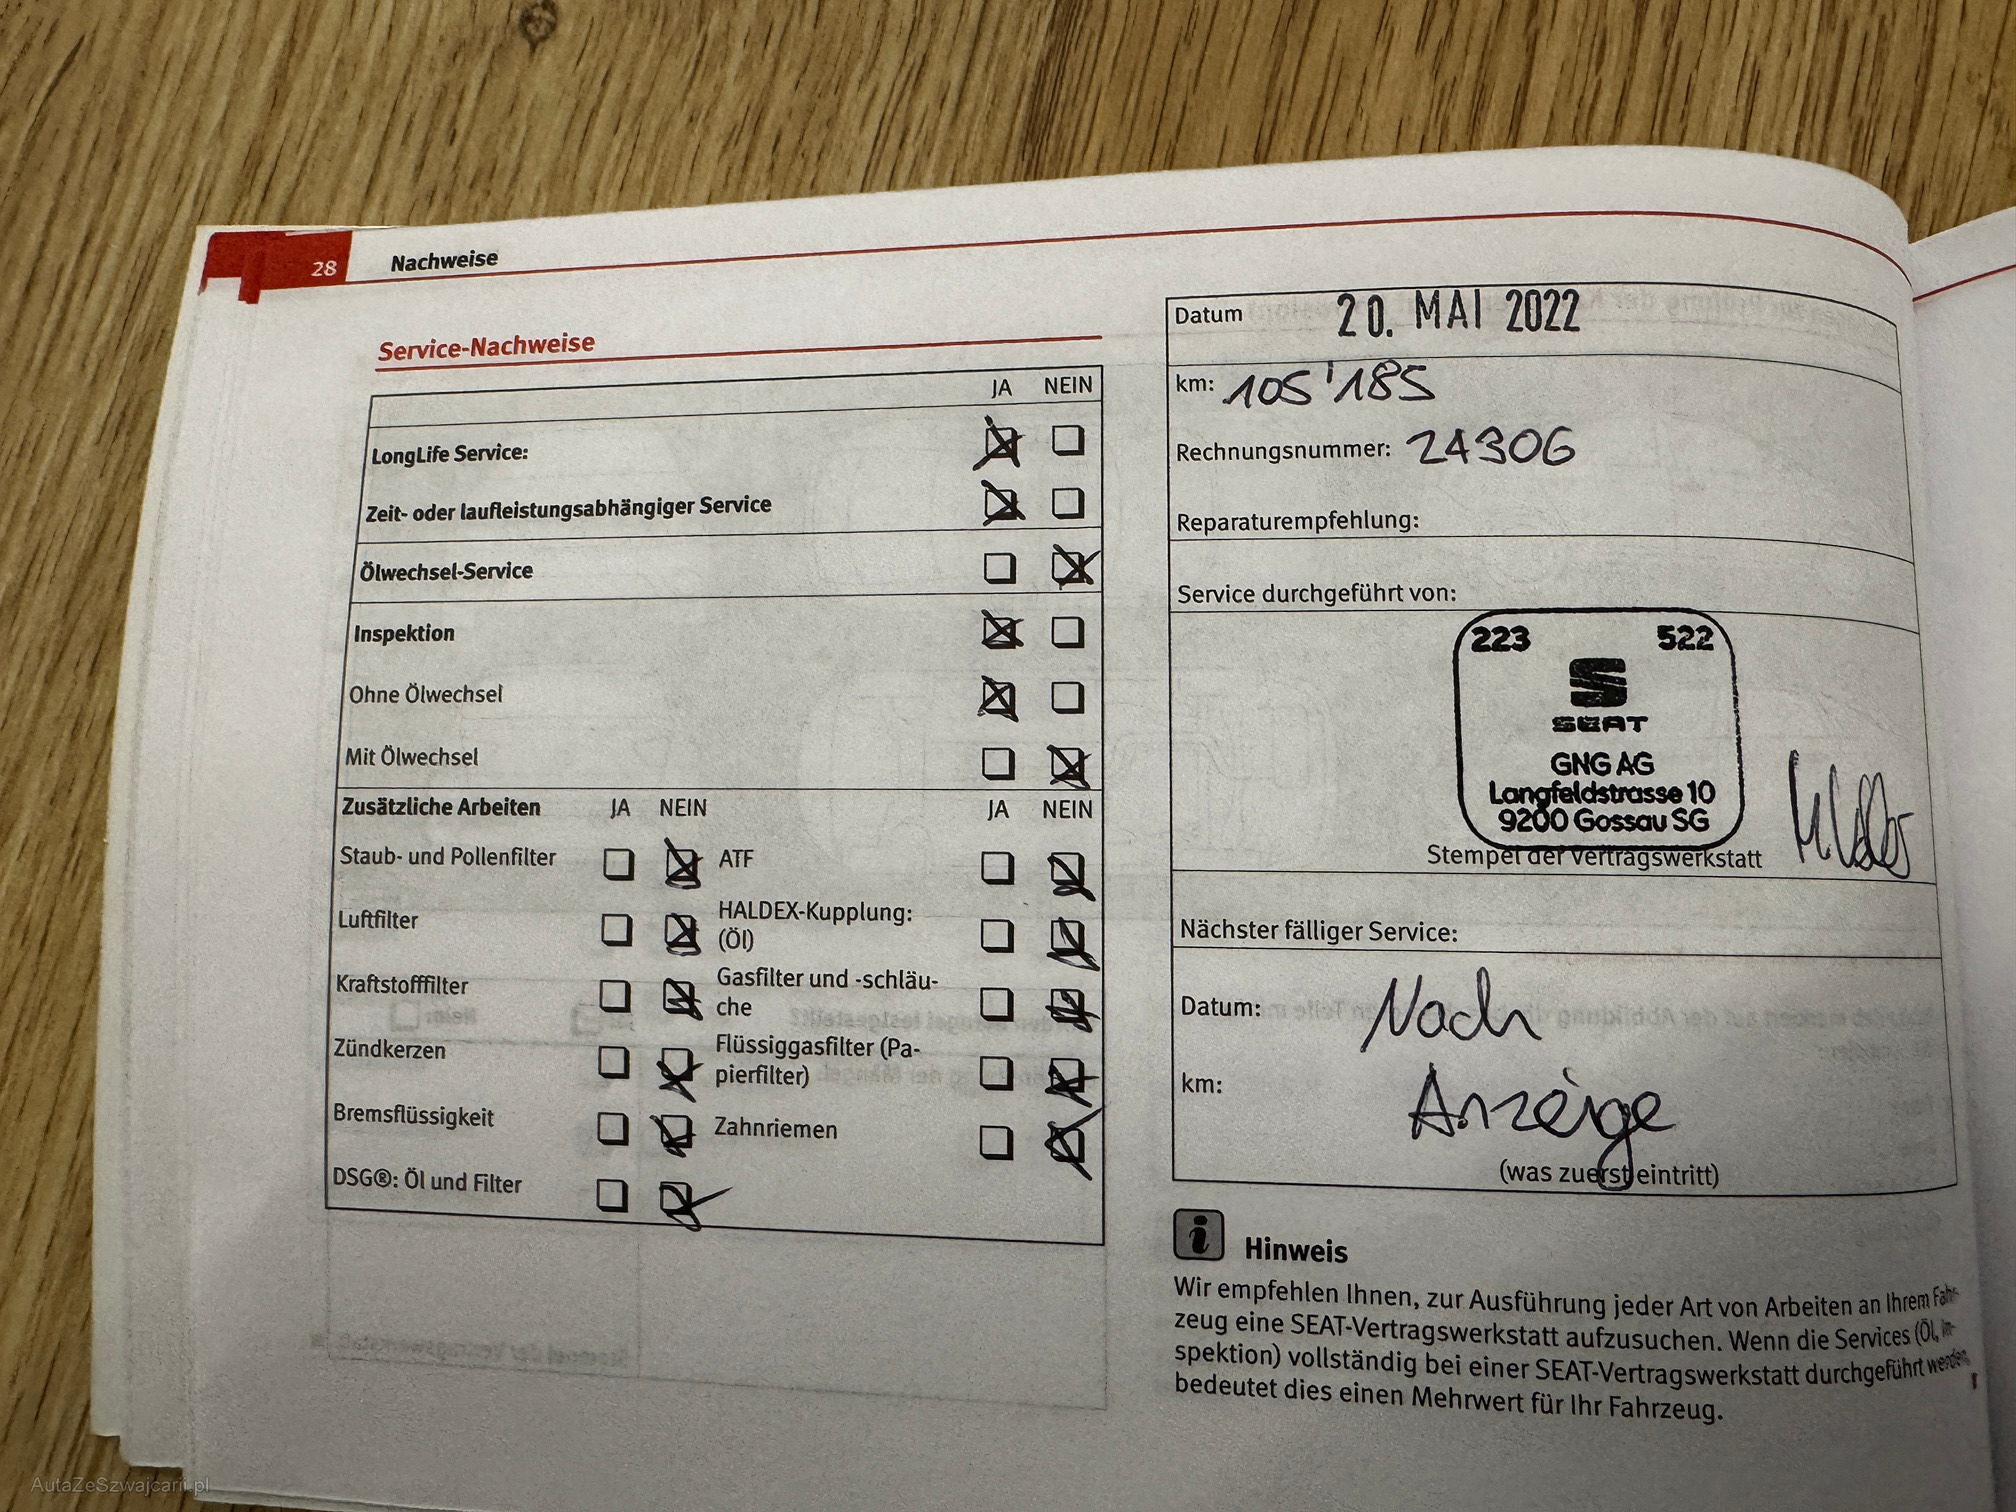 28 Nachweise
Service-Nachweise
JA NEIN
LongLife Service:
Zeit- oder laufleistungsabhängiger Service
Ölwechsel-Service
Inspektion
Ohne Ölwechsel
Mit Ölwechsel
Zusätzliche Arbeiten JA NEIN JA NEIN
Staub- und Pollenfilter ATF
Luftfilter HALDEX-Kupplung:
(Öl)
Kraftstofffilter Gasfilter und -schläu-
che
Zündkerzen Flüssiggasfilter (Pa-
pierfilter)
Bremsflüssigkeit Zahnriemen
DSG®: Öl und Filter
Datum 20. MAI 2022
km: 105'185
Rechnungsnummer: 24306
Reparaturempfehlung:
Service durchgeführt von:
223 522
SEAT
GNG AG
Langfeldstrasse 10
9200 Gossau SG
Stempel der Vertragswerkstatt
Nächster fälliger Service:
Datum: Nach
km: Anzeige
(was zuerst eintritt)
Hinweis
Wir empfehlen Ihnen, zur Ausführung jeder Art von Arbeiten an Ihrem Fahr-
zeug eine SEAT-Vertragswerkstatt aufzusuchen. Wenn die Services (Öl, In-
spektion) vollständig bei einer SEAT-Vertragswerkstatt durchgeführt werden,
bedeutet dies einen Mehrwert für Ihr Fahrzeug.
AutaZeSzwajcarii.pl